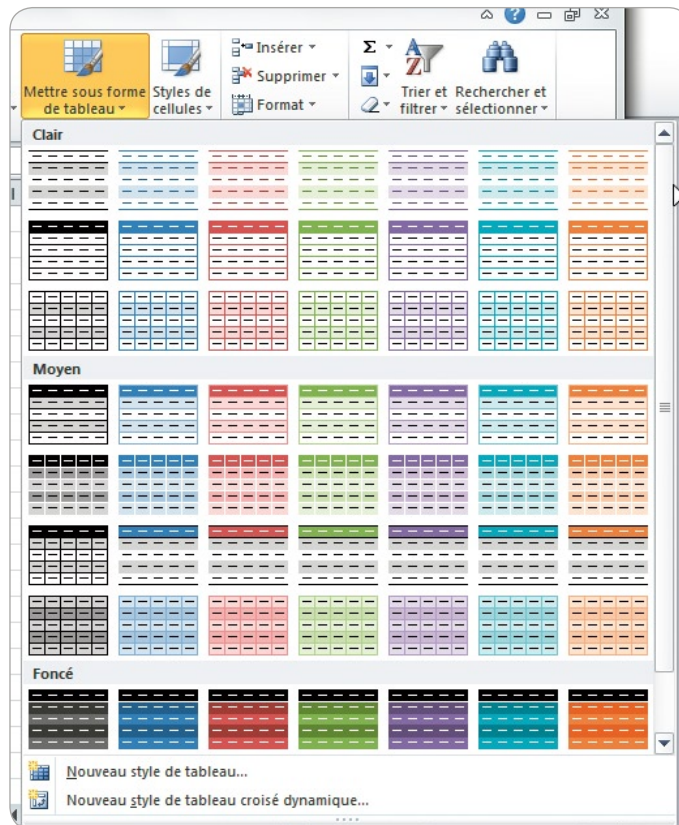 Insérer
Supprimer
Format
Σ
Mettre sous forme
de tableau
Styles de
cellules
Trier et
filtrer
Rechercher et
sélectionner
Clair
Moyen
Foncé
Nouveau style de tableau...
Nouveau style de tableau croisé dynamique...